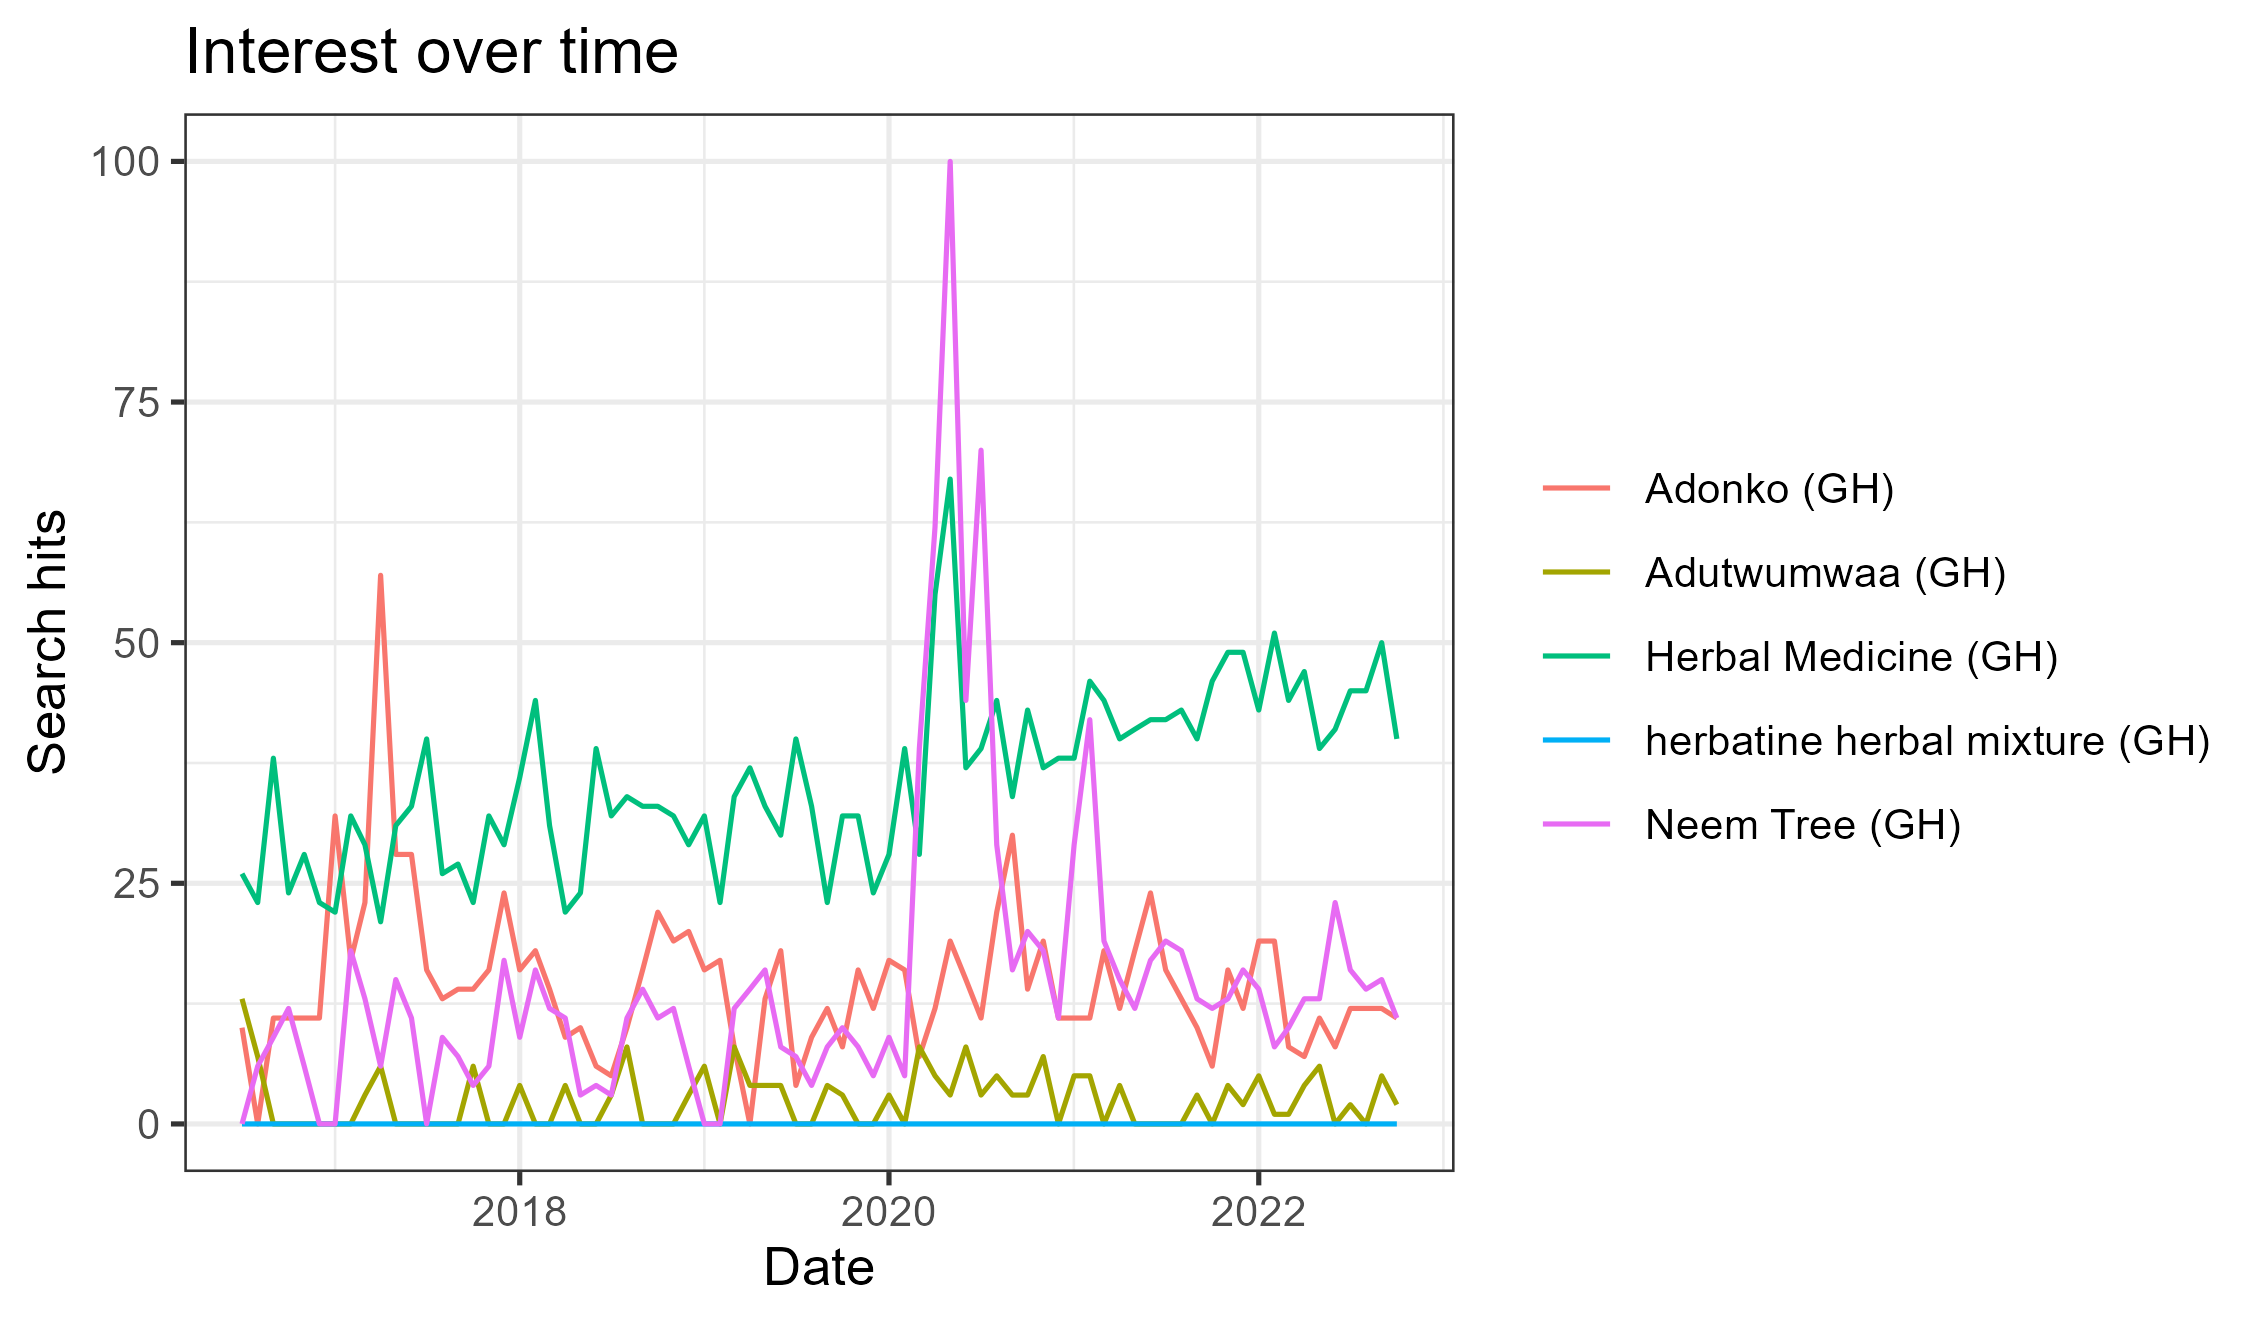 Interest over time
100
75
50
25
0
Search hits
2018
2020
2022
Date
Adonko (GH)
Adutwumwaa (GH)
Herbal Medicine (GH)
herbatine herbal mixture (GH)
Neem Tree (GH)